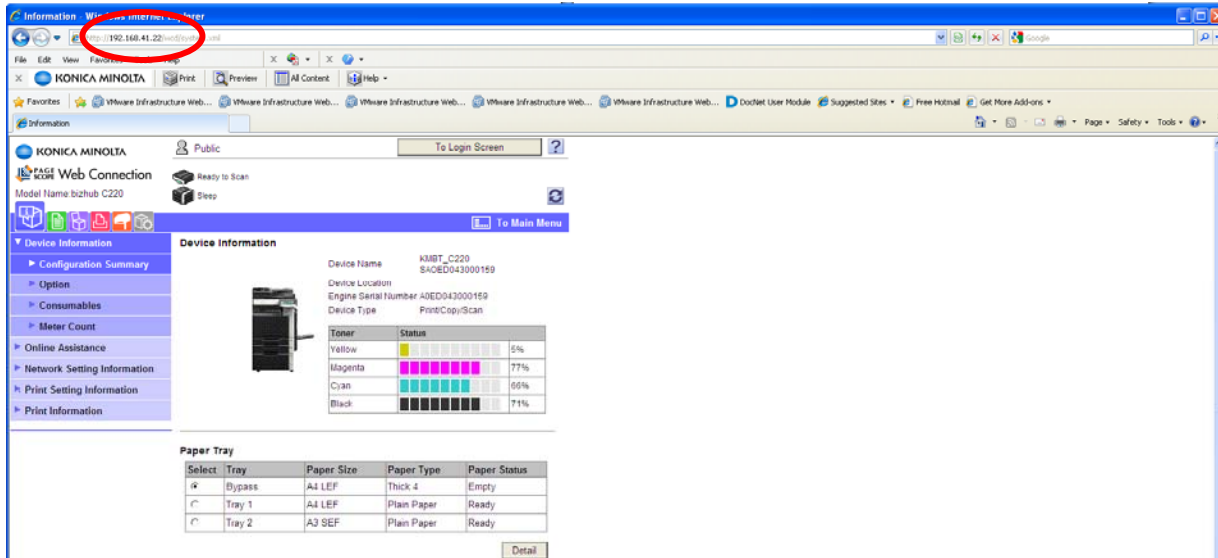 Information - Windows Internet Explorer
http://192.168.41.22/wcd/system.xml
Google
File Edit View Favorites Tools Help
KONICA MINOLTA Print Preview All Content Help
Favorites VMware Infrastructure Web... VMware Infrastructure Web... VMware Infrastructure Web... VMware Infrastructure Web... VMware Infrastructure Web... DocNet User Module Suggested Sites Free Hotmail Get More Add-ons
Information Page Safety Tools
KONICA MINOLTA Public To Login Screen ?
PAGE SCOPE Web Connection Ready to Scan
Model Name:bizhub C220 Sleep
To Main Menu
Device Information
Configuration Summary
Option
Consumables
Meter Count
Online Assistance
Network Setting Information
Print Setting Information
Print Information
Device Information
Device Name KMBT_C220
SAOED043000159
Device Location
Engine Serial Number A0ED043000159
Device Type Print/Copy/Scan
Toner Status
Yellow 5%
Magenta 77%
Cyan 66%
Black 71%
Paper Tray
Select Tray Paper Size Paper Type Paper Status
Bypass A4 LEF Thick 4 Empty
Tray 1 A4 LEF Plain Paper Ready
Tray 2 A3 SEF Plain Paper Ready
Detail